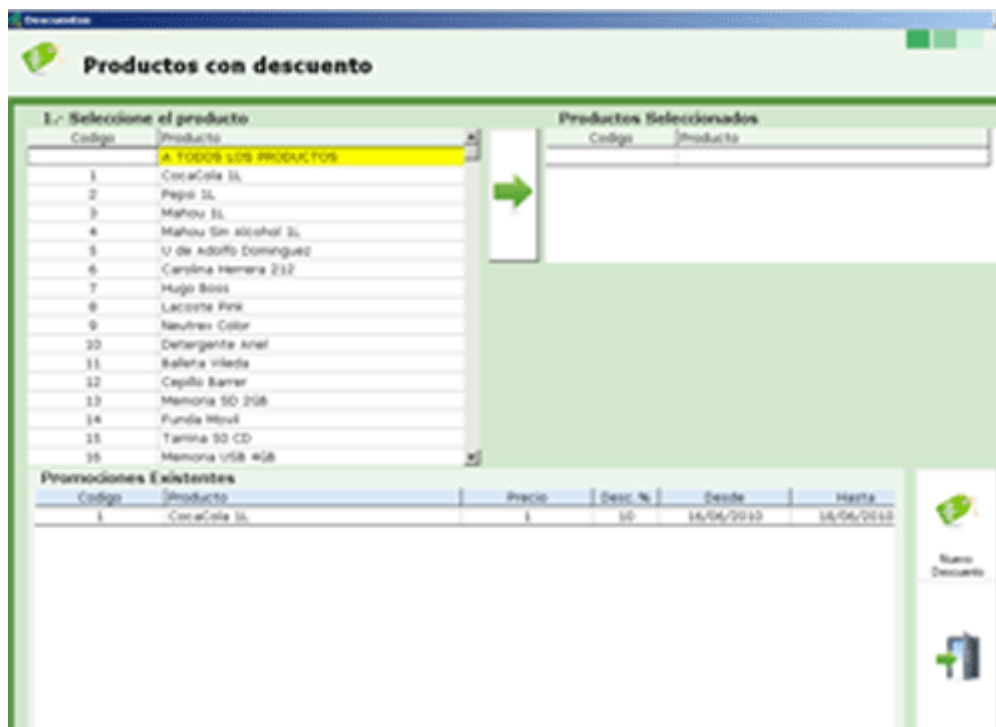 Descuentos
Productos con descuento
1.- Seleccione el producto
Codigo Producto
A TODOS LOS PRODUCTOS
1 CocaCola 1L
2 Pepsi 1L
3 Mahou 1L
4 Mahou Sin Alcohol 1L
5 U de Adolfo Dominguez
6 Carolina Herrera 212
7 Hugo Boss
8 Lacoste Pink
9 Neutrex Color
10 Detergente Ariel
11 Balleta Vileda
12 Cepillo Barrer
13 Memoria SD 2GB
14 Funda Movil
15 Tarrina 50 CD
16 Memoria USB 4GB
Productos Seleccionados
Codigo Producto
Promociones Existentes
Codigo Producto Precio Desc. % Desde Hasta
1 CocaCola 1L 1 10 16/06/2010 18/06/2010
Nuevo
Descuento